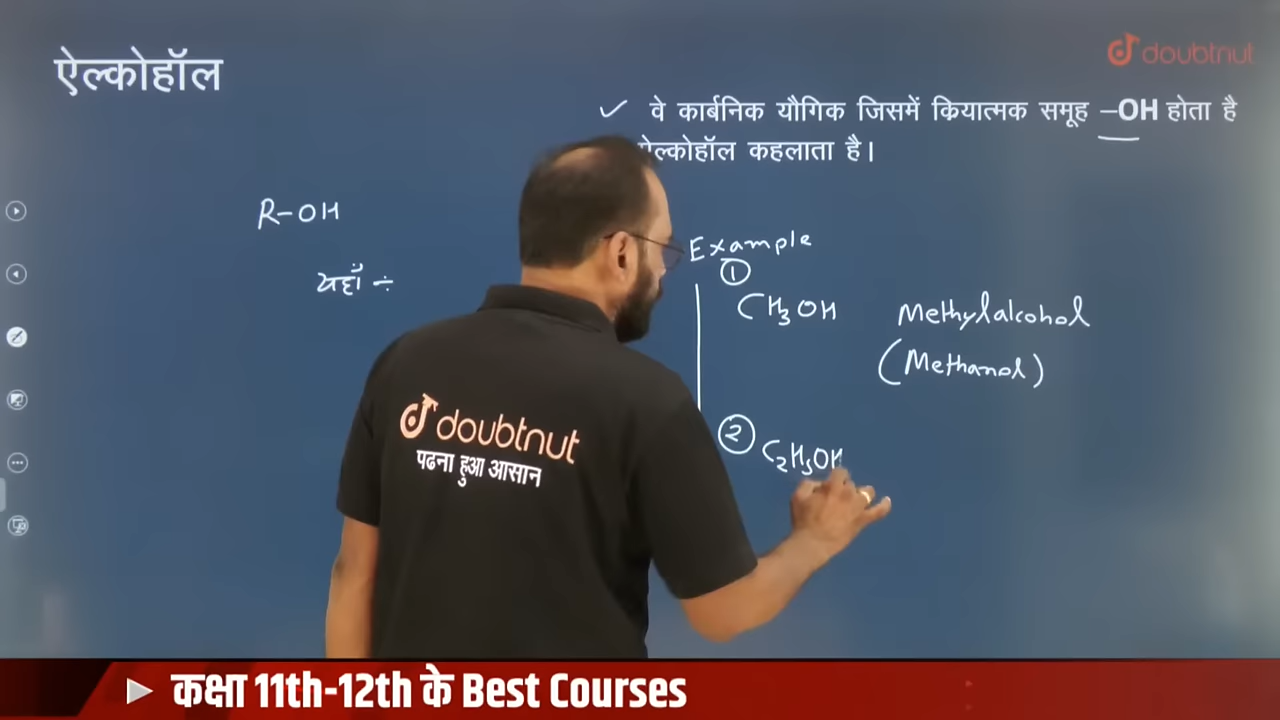 ऐल्कोहॉल
doubtnut
✓ वे कार्बनिक यौगिक जिसमें क्रियात्मक समूह –OH होता है
ऐल्कोहॉल कहलाता है।
R-OH
यहाँ ÷
Example
① CH₃OH Methylalcohol
(Methanol)
② C₂H₅OH
doubtnut
पढना हुआ आसान
कक्षा 11th-12th के Best Courses